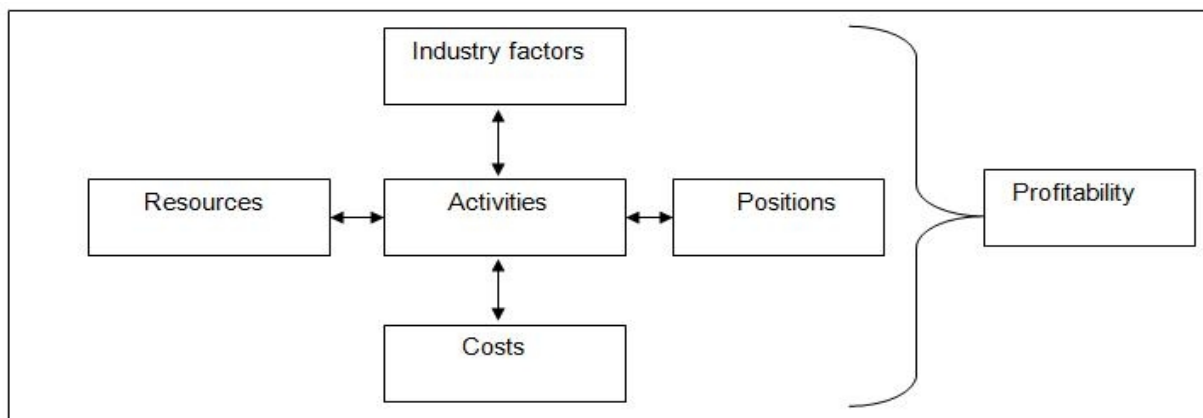 Industry factors
Resources
Activities
Positions
Profitability
Costs